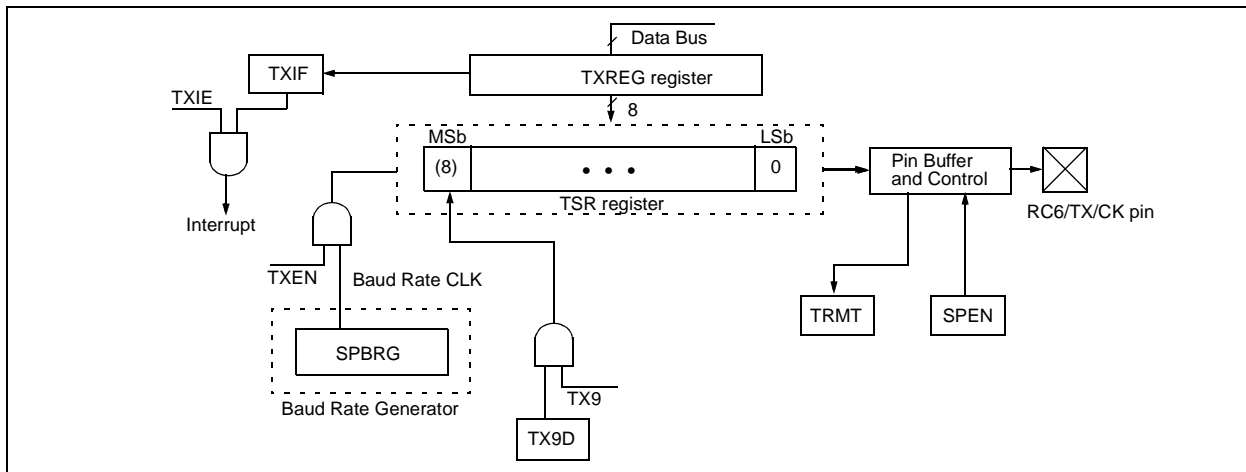 Data Bus
TXIF
TXREG register
TXIE
8
MSb
LSb
(8)
• • •
0
Pin Buffer
and Control
TSR register
Interrupt
RC6/TX/CK pin
TXEN
Baud Rate CLK
TRMT
SPEN
SPBRG
TX9
Baud Rate Generator
TX9D